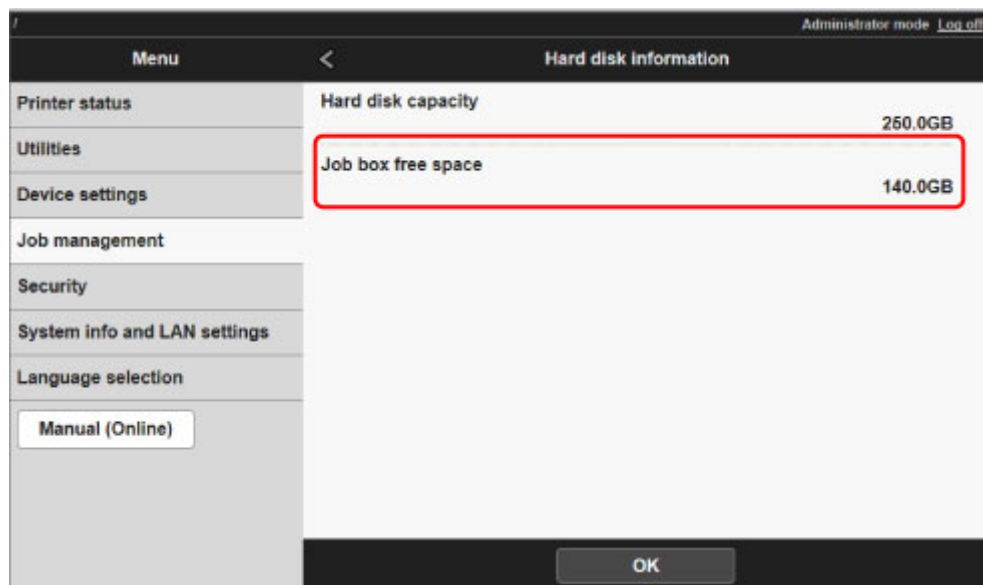 /
Administrator mode Log off
Menu
< Hard disk information
Printer status
Utilities
Device settings
Job management
Security
System info and LAN settings
Language selection
Manual (Online)
Hard disk capacity
250.0GB
Job box free space
140.0GB
OK